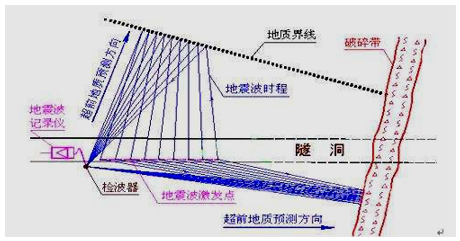 地质界线
破碎带
超前地质预测方向
地震波时程
地震波
记录仪
隧 洞
检波器
地震波激发点
超前地质预测方向